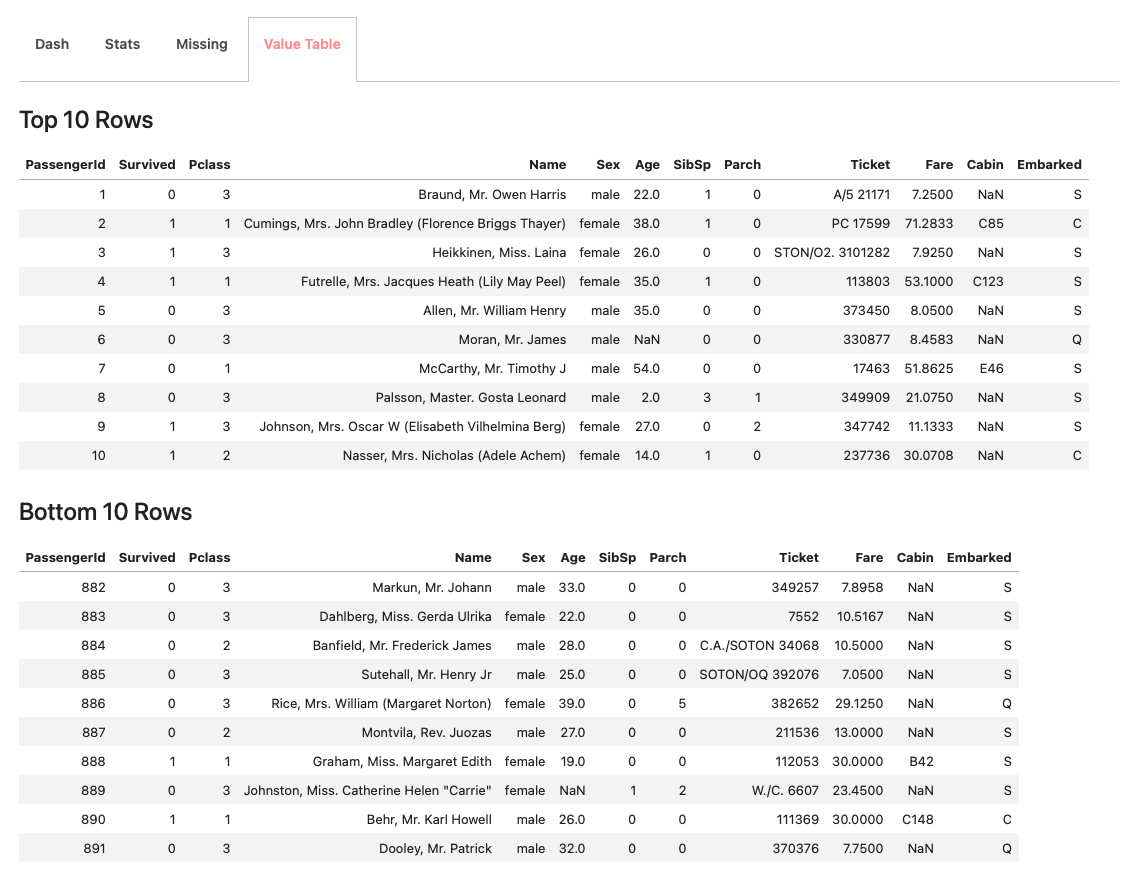 Dash Stats Missing Value Table
Top 10 Rows
PassengerId Survived Pclass Name Sex Age SibSp Parch Ticket Fare Cabin Embarked
1 0 3 Braund, Mr. Owen Harris male 22.0 1 0 A/5 21171 7.2500 NaN S
2 1 1 Cumings, Mrs. John Bradley (Florence Briggs Thayer) female 38.0 1 0 PC 17599 71.2833 C85 C
3 1 3 Heikkinen, Miss. Laina female 26.0 0 0 STON/O2. 3101282 7.9250 NaN S
4 1 1 Futrelle, Mrs. Jacques Heath (Lily May Peel) female 35.0 1 0 113803 53.1000 C123 S
5 0 3 Allen, Mr. William Henry male 35.0 0 0 373450 8.0500 NaN S
6 0 3 Moran, Mr. James male NaN 0 0 330877 8.4583 NaN Q
7 0 1 McCarthy, Mr. Timothy J male 54.0 0 0 17463 51.8625 E46 S
8 0 3 Palsson, Master. Gosta Leonard male 2.0 3 1 349909 21.0750 NaN S
9 1 3 Johnson, Mrs. Oscar W (Elisabeth Vilhelmina Berg) female 27.0 0 2 347742 11.1333 NaN S
10 1 2 Nasser, Mrs. Nicholas (Adele Achem) female 14.0 1 0 237736 30.0708 NaN C
Bottom 10 Rows
PassengerId Survived Pclass Name Sex Age SibSp Parch Ticket Fare Cabin Embarked
882 0 3 Markun, Mr. Johann male 33.0 0 0 349257 7.8958 NaN S
883 0 3 Dahlberg, Miss. Gerda Ulrika female 22.0 0 0 7552 10.5167 NaN S
884 0 2 Banfield, Mr. Frederick James male 28.0 0 0 C.A./SOTON 34068 10.5000 NaN S
885 0 3 Sutehall, Mr. Henry Jr male 25.0 0 0 SOTON/OQ 392076 7.0500 NaN S
886 0 3 Rice, Mrs. William (Margaret Norton) female 39.0 0 5 382652 29.1250 NaN Q
887 0 2 Montvila, Rev. Juozas male 27.0 0 0 211536 13.0000 NaN S
888 1 1 Graham, Miss. Margaret Edith female 19.0 0 0 112053 30.0000 B42 S
889 0 3 Johnston, Miss. Catherine Helen "Carrie" female NaN 1 2 W./C. 6607 23.4500 NaN S
890 1 1 Behr, Mr. Karl Howell male 26.0 0 0 111369 30.0000 C148 C
891 0 3 Dooley, Mr. Patrick male 32.0 0 0 370376 7.7500 NaN Q